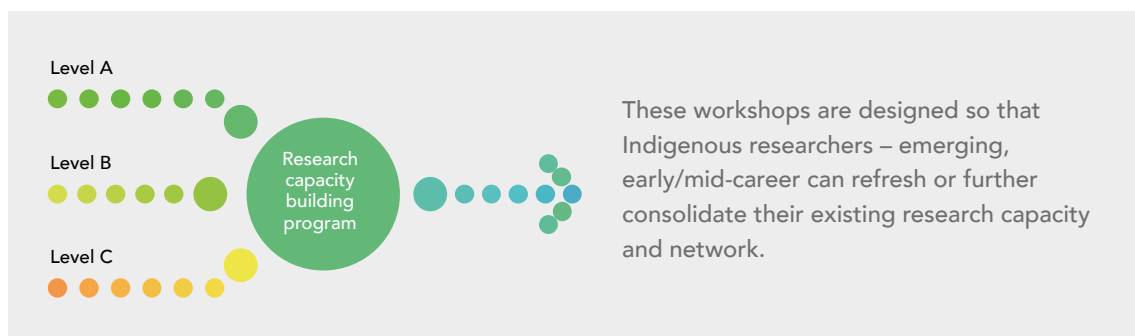 Level A
Level B
Level C
Research
capacity
building
program
These workshops are designed so that
Indigenous researchers – emerging,
early/mid-career can refresh or further
consolidate their existing research capacity
and network.